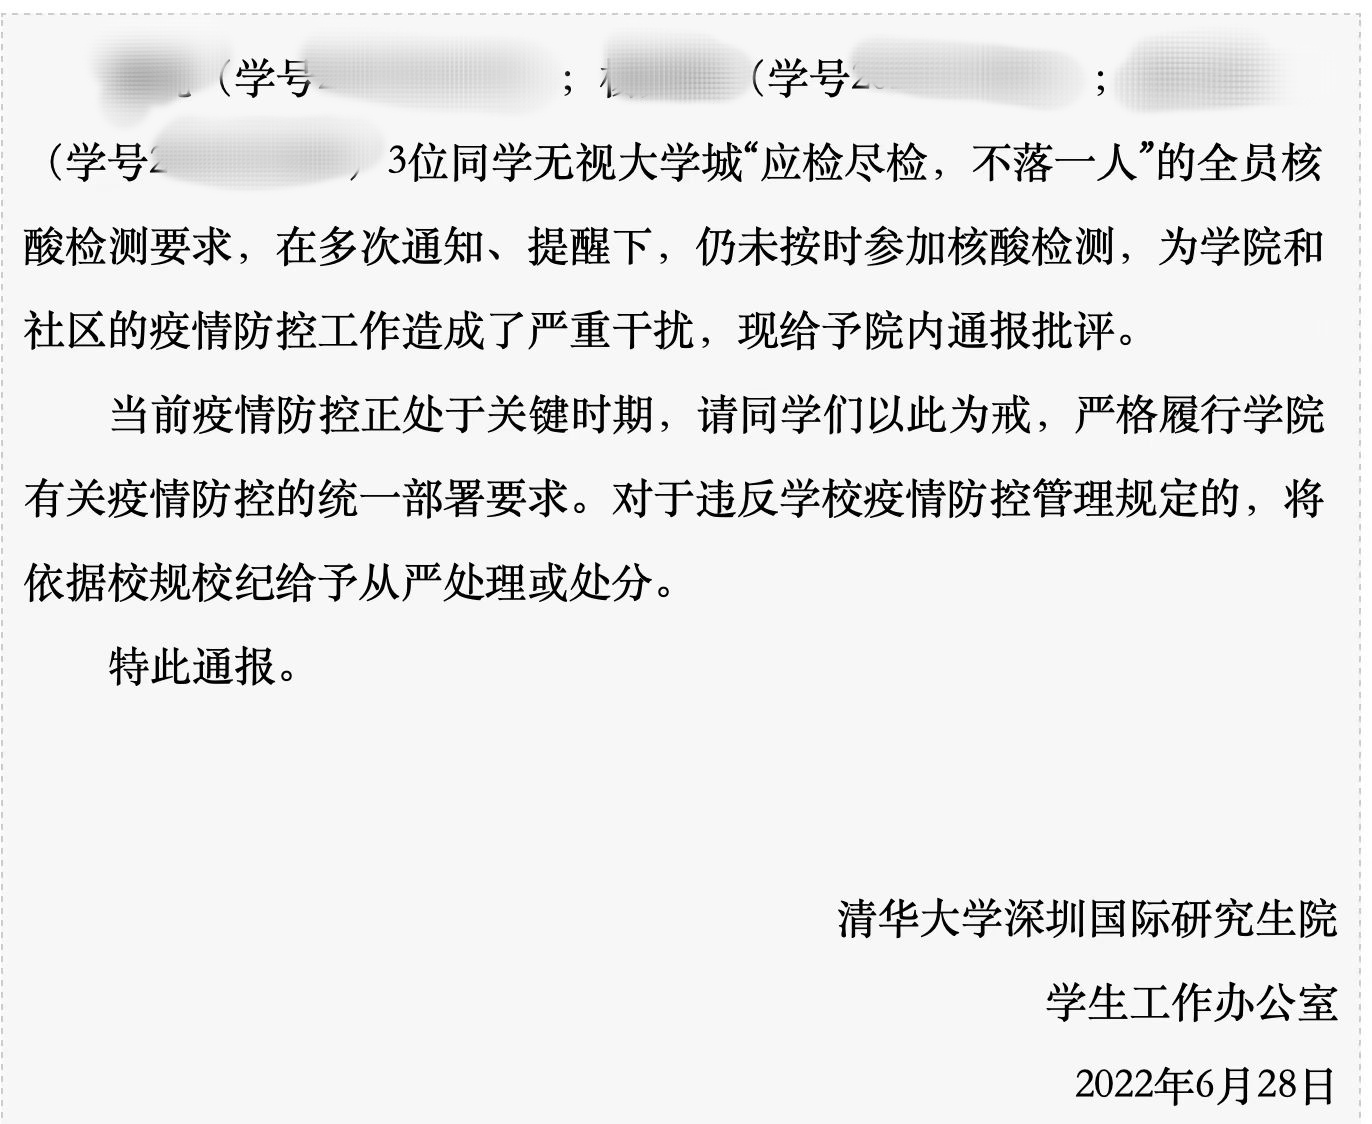 （学号；（学号；
（学号2）3位同学无视大学城“应检尽检，不落一人”的全员核
酸检测要求，在多次通知、提醒下，仍未按时参加核酸检测，为学院和
社区的疫情防控工作造成了严重干扰，现给予院内通报批评。
当前疫情防控正处于关键时期，请同学们以此为戒，严格履行学院
有关疫情防控的统一部署要求。对于违反学校疫情防控管理规定的，将
依据校规校纪给予从严处理或处分。
特此通报。
清华大学深圳国际研究生院
学生工作办公室
2022年6月28日